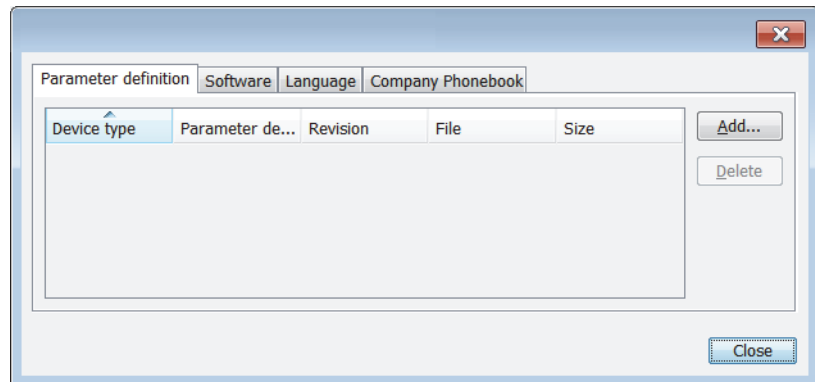 Parameter definition Software Language Company Phonebook
Device type Parameter de... Revision File Size Add...
Delete
Close